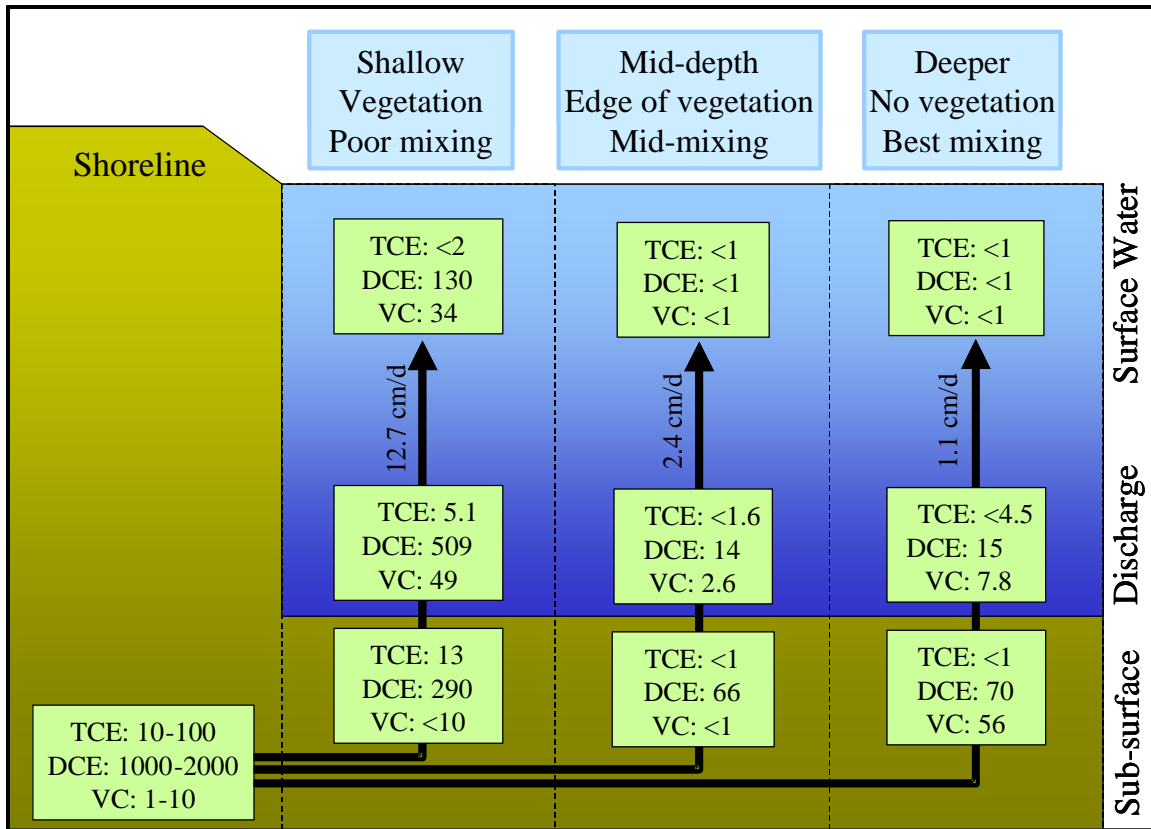 Shallow
Vegetation
Poor mixing
Mid-depth
Edge of vegetation
Mid-mixing
Deeper
No vegetation
Best mixing
Shoreline
TCE: <2
DCE: 130
VC: 34
TCE: <1
DCE: <1
VC: <1
TCE: <1
DCE: <1
VC: <1
Surface Water
12.7 cm/d
2.4 cm/d
1.1 cm/d
TCE: 5.1
DCE: 509
VC: 49
TCE: <1.6
DCE: 14
VC: 2.6
TCE: <4.5
DCE: 15
VC: 7.8
Discharge
TCE: 13
DCE: 290
VC: <10
TCE: <1
DCE: 66
VC: <1
TCE: <1
DCE: 70
VC: 56
Sub-surface
TCE: 10-100
DCE: 1000-2000
VC: 1-10